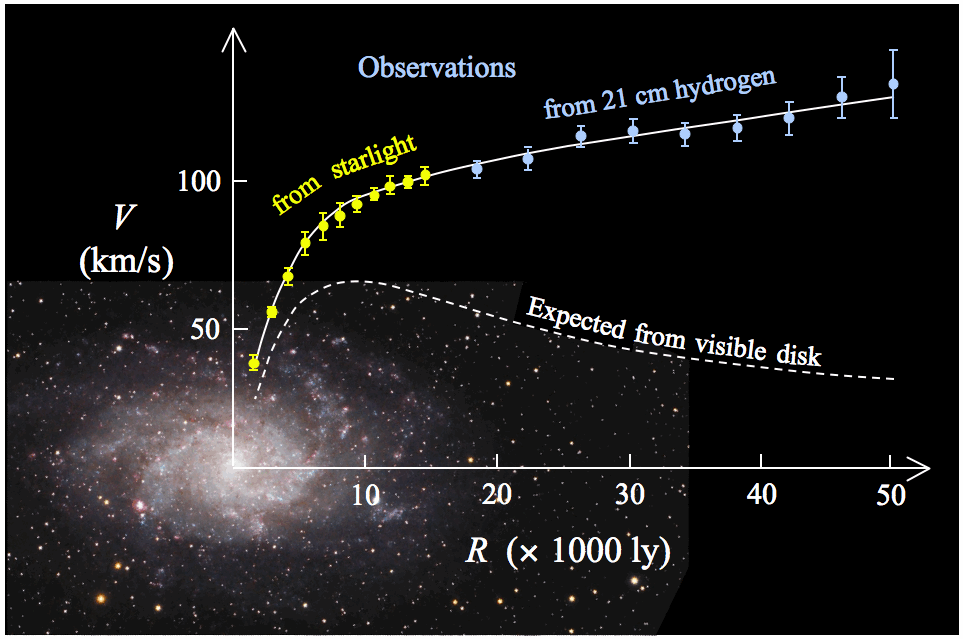 Observations
from 21 cm hydrogen
from starlight
100
V
(km/s)
50
Expected from visible disk
10
20
30
40
50
R (× 1000 ly)